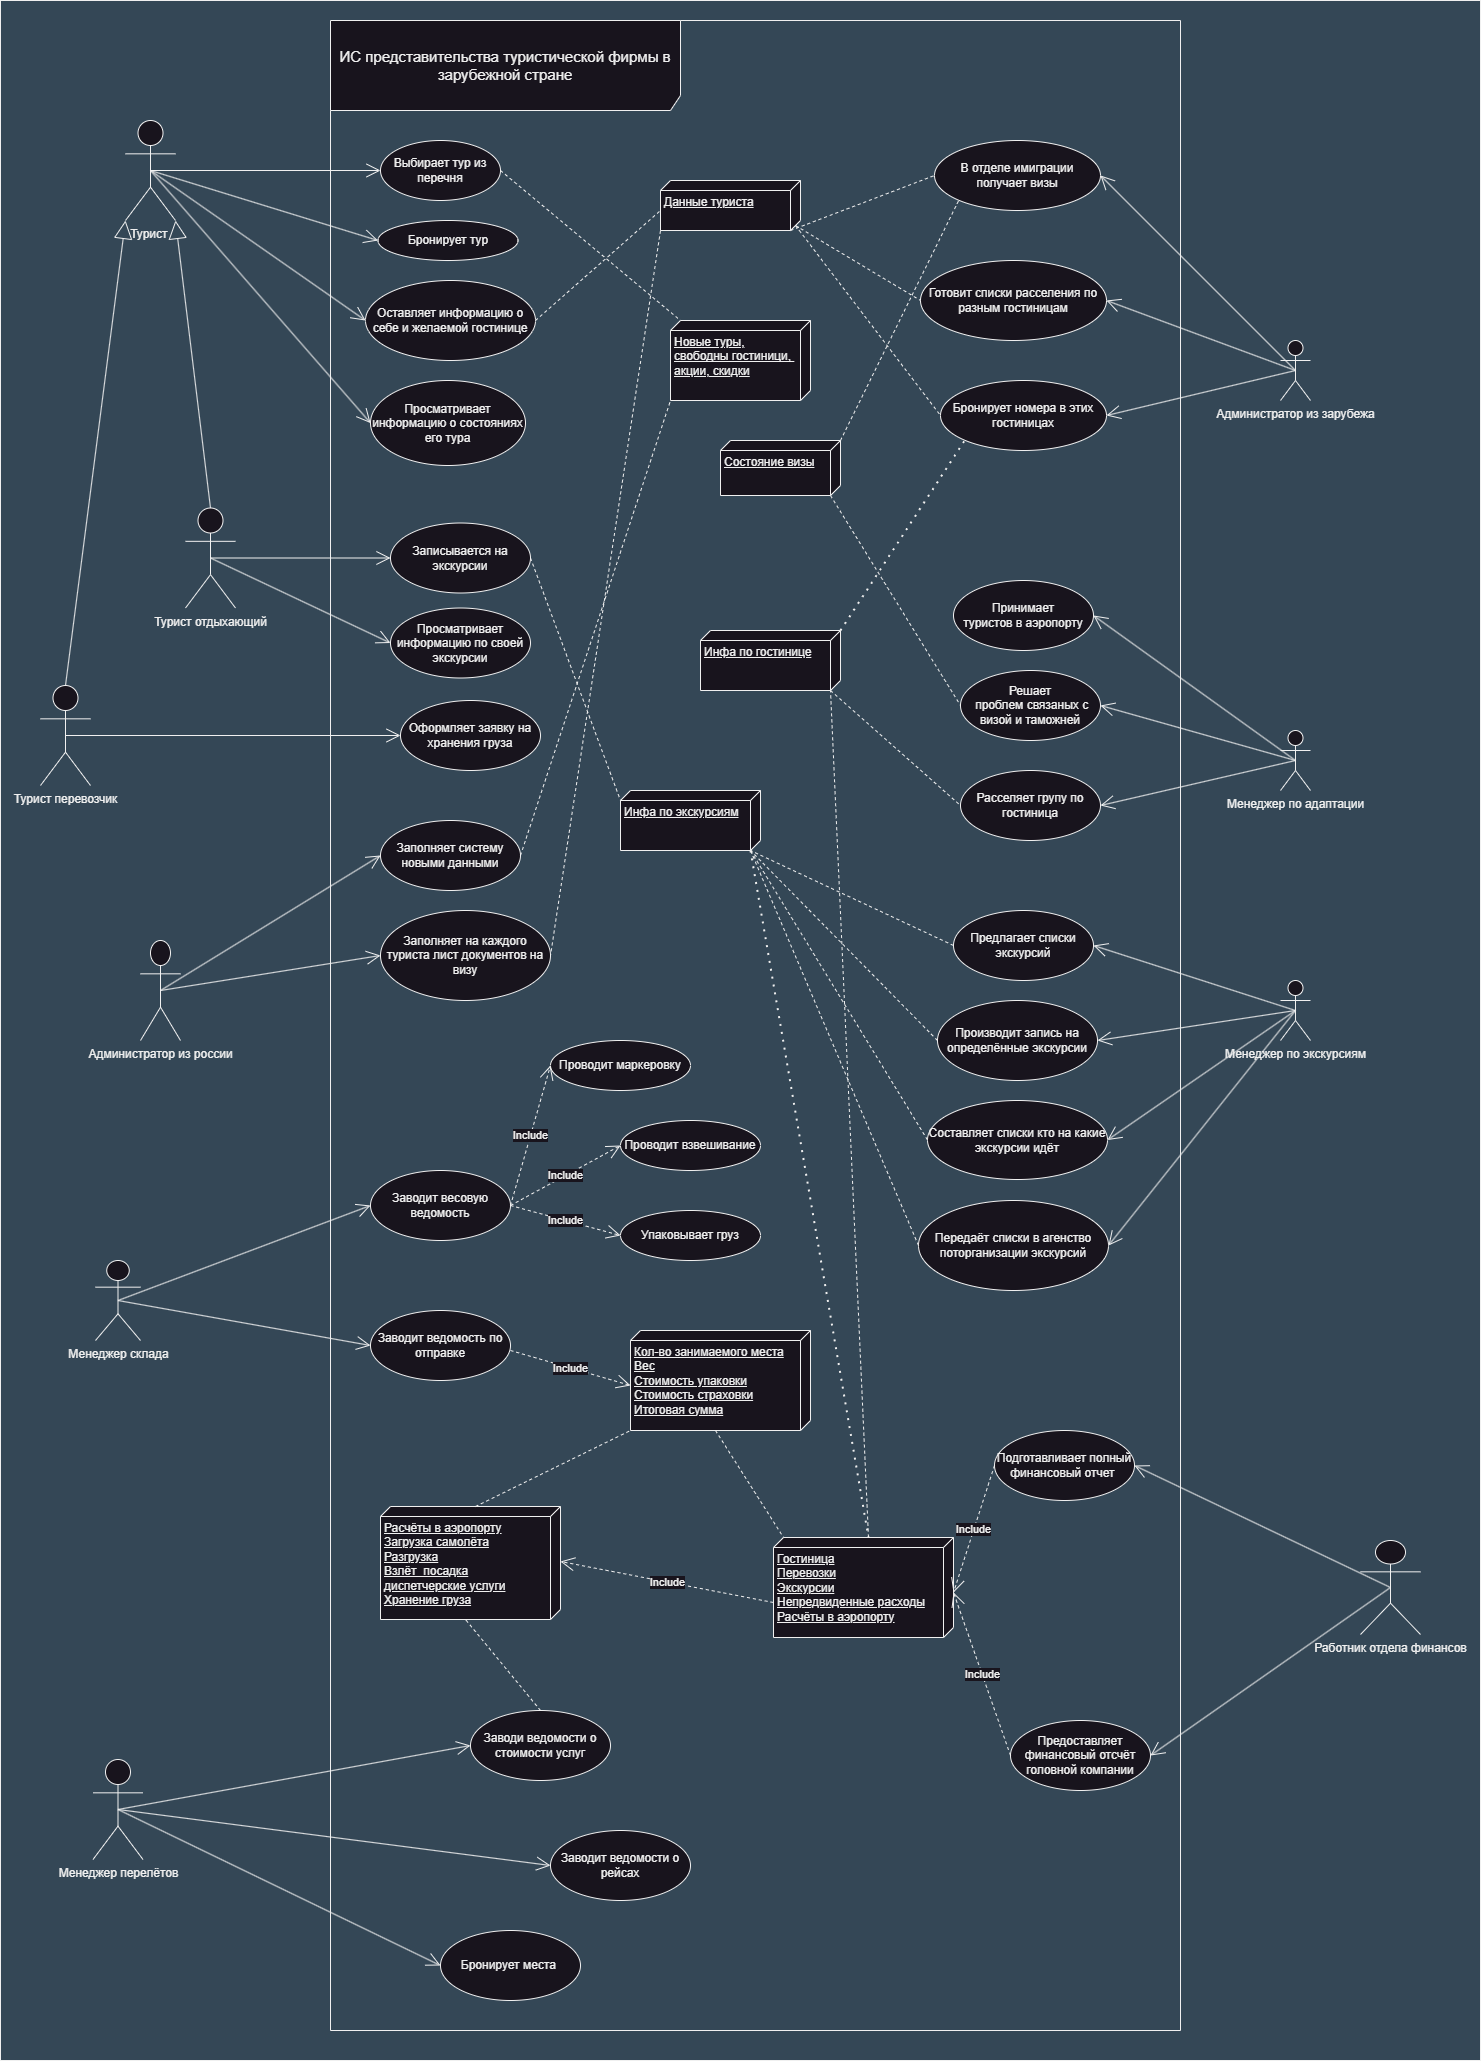 ИС представительства туристической фирмы в
зарубежной стране
Турист
Выбирает тур из
перечня
Бронирует тур
Оставляет информацию о
себе и желаемой гостинице
Просматривает
информацию о состояниях
его тура
Данные туриста
Новые туры,
свободны гостиници,
акции, скидки
В отделе имиграции
получает визы
Готовит списки расселения по
разным гостиницам
Бронирует номера в этих
гостиницах
Администратор из зарубежа
Состояние визы
Записывается на
экскурсии
Просматривает
информацию по своей
экскурсии
Турист отдыхающий
Инфа по гостинице
Принимает
туристов в аэропорту
Решает
проблем связаных с
визой и таможней
Расселяет групу по
гостиница
Менеджер по адаптации
Оформляет заявку на
хранения груза
Турист перевозчик
Инфа по экскурсиям
Заполняет систему
новыми данными
Заполняет на каждого
туриста лист документов на
визу
Администратор из россии
Предлагает списки
экскурсий
Производит запись на
определённые экскурсии
Составляет списки кто на какие
экскурсии идёт
Передаёт списки в агенство
поторганизации экскурсий
Менеджер по экскурсиям
Проводит маркеровку
Include
Проводит взвешивание
Include
Include
Упаковывает груз
Заводит весовую
ведомость
Заводит ведомость по
отправке
Менеджер склада
Include
Кол-во занимаемого места
Вес
Стоимость упаковки
Стоимость страховки
Итоговая сумма
Расчёты в аэропорту
Загрузка самолёта
Разгрузка
Взлёт посадка
диспетчерские услуги
Хранение груза
Include
Гостиница
Перевозки
Экскурсии
Непредвиденные расходы
Расчёты в аэропорту
Подготавливает полный
финансовый отчет
Include
Include
Работник отдела финансов
Предоставляет
финансовый отсчёт
головной компании
Заводи ведомости о
стоимости услуг
Заводит ведомости о
рейсах
Бронирует места
Менеджер перелётов